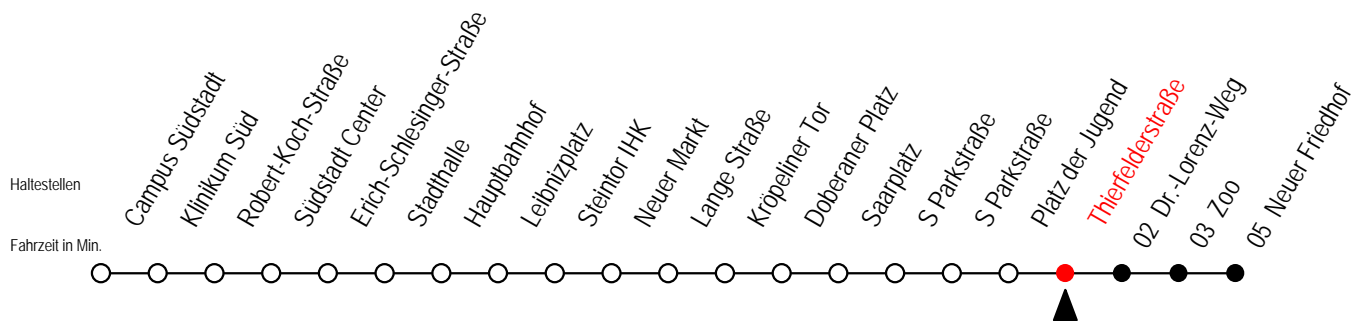 Haltestellen
Fahrzeit in Min.
Campus Südstadt
Klinikum Süd
Robert-Koch-Straße
Südstadt Center
Erich-Schlesinger-Straße
Stadthalle
Hauptbahnhof
Leibnizplatz
Steintor IHK
Neuer Markt
Lange Straße
Kröpeliner Tor
Doberaner Platz
Saarplatz
S Parkstraße
S Parkstraße
Platz der Jugend
Thierfelderstraße
02 Dr.-Lorenz-Weg
03 Zoo
05 Neuer Friedhof